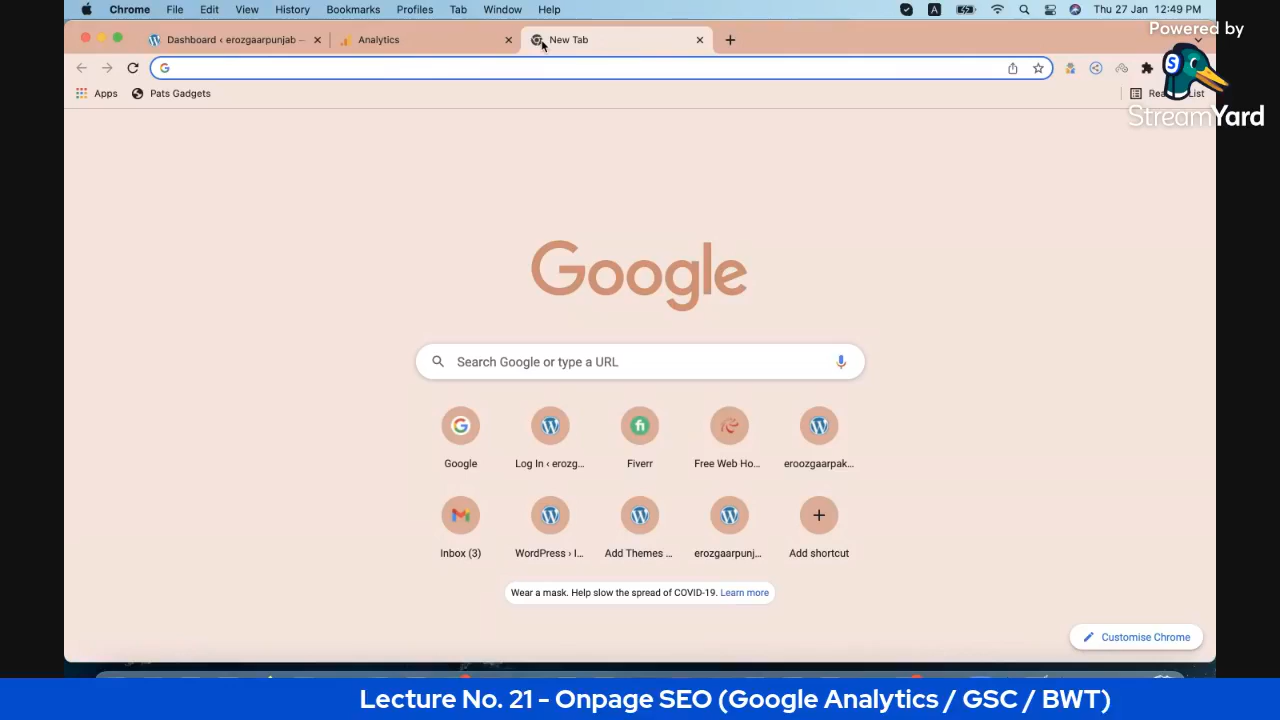 Chrome File Edit View History Bookmarks Profiles Tab Window Help A Thu 27 Jan 12:49 PM
Powered by
Dashboard ‹ erozgaarpunjab — Analytics New Tab
Apps Pats Gadgets List
StreamYard
Google
Search Google or type a URL
Google Log In ‹ erozg... Fiverr Free Web Ho... eroozgaarpak...
Inbox (3) WordPress › I... Add Themes ... erozgaarpunj... Add shortcut
Wear a mask. Help slow the spread of COVID-19. Learn more
Customise Chrome
Lecture No. 21 - Onpage SEO (Google Analytics / GSC / BWT)